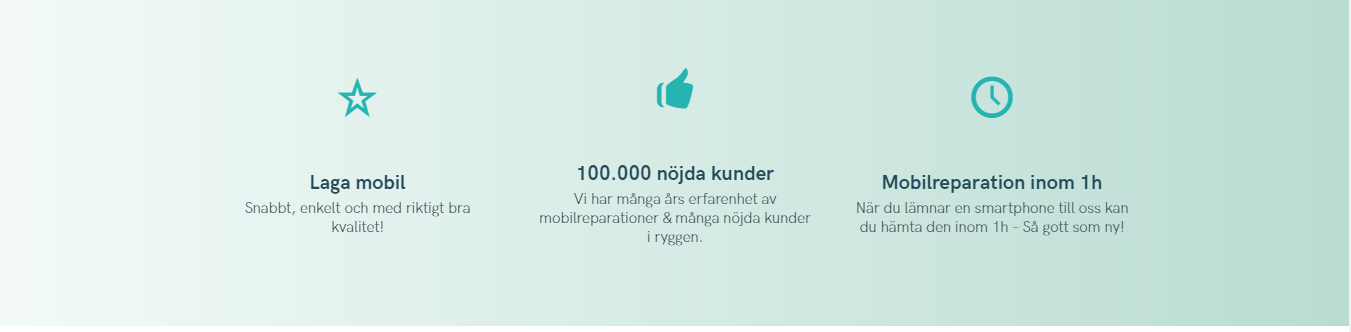 Laga mobil
Snabbt, enkelt och med riktigt bra
kvalitet!
100.000 nöjda kunder
Vi har många års erfarenhet av
mobilreparationer & många nöjda kunder
i ryggen.
Mobilreparation inom 1h
När du lämnar en smartphone till oss kan
du hämta den inom 1h – Så gott som ny!